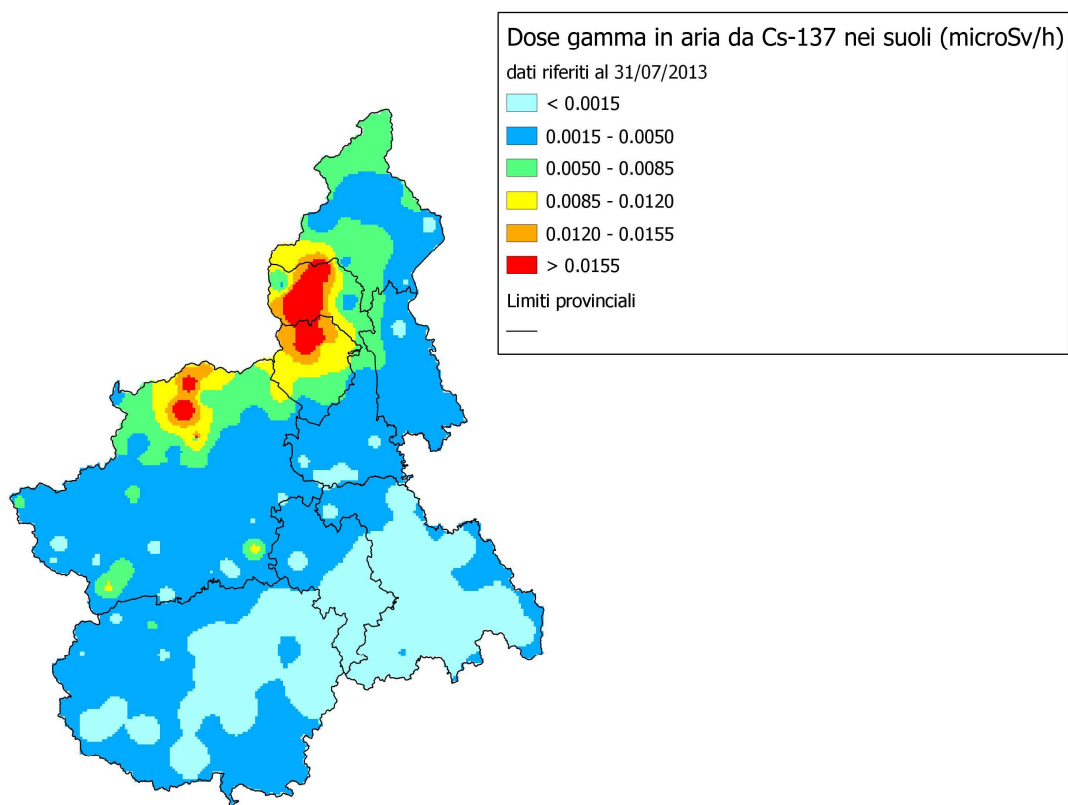 Dose gamma in aria da Cs-137 nei suoli (microSv/h)
dati riferiti al 31/07/2013
< 0.0015
0.0015 - 0.0050
0.0050 - 0.0085
0.0085 - 0.0120
0.0120 - 0.0155
> 0.0155
Limiti provinciali